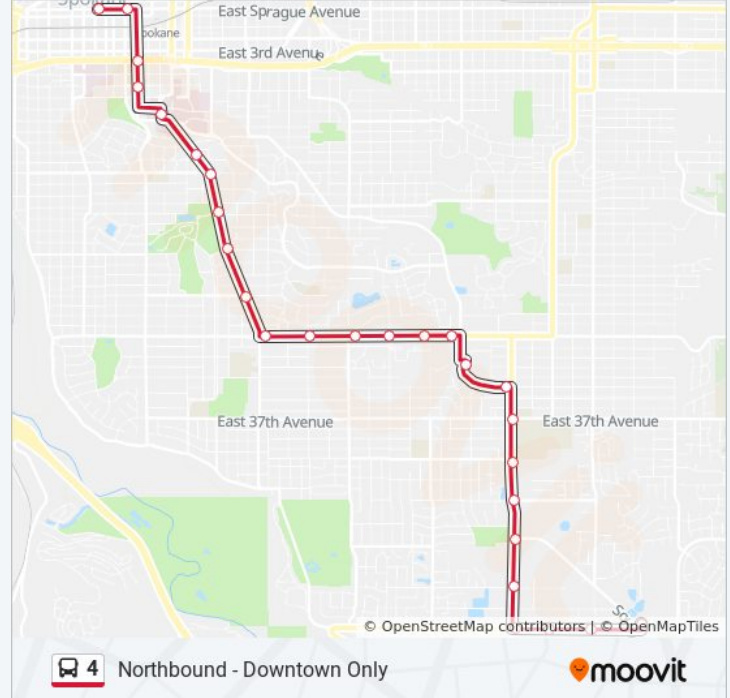 East Sprague Avenue
East 3rd Avenue
East 37th Avenue
East 37th Avenue
© OpenStreetMap contributors | © OpenMapTiles
4 Northbound - Downtown Only
moovit